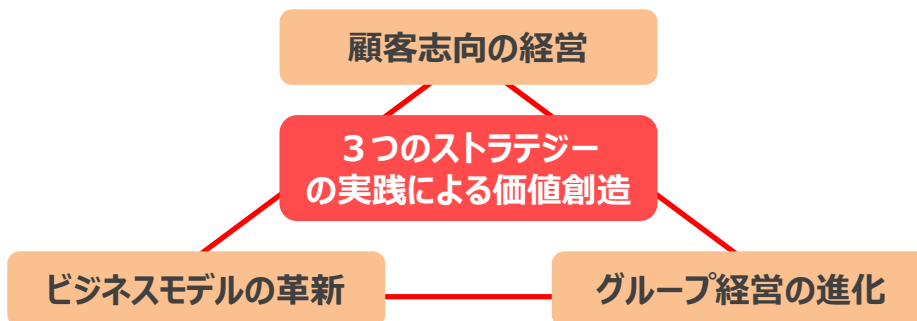 顧客志向の経営
３つのストラテジー
の実践による価値創造
ビジネスモデルの革新
グループ経営の進化